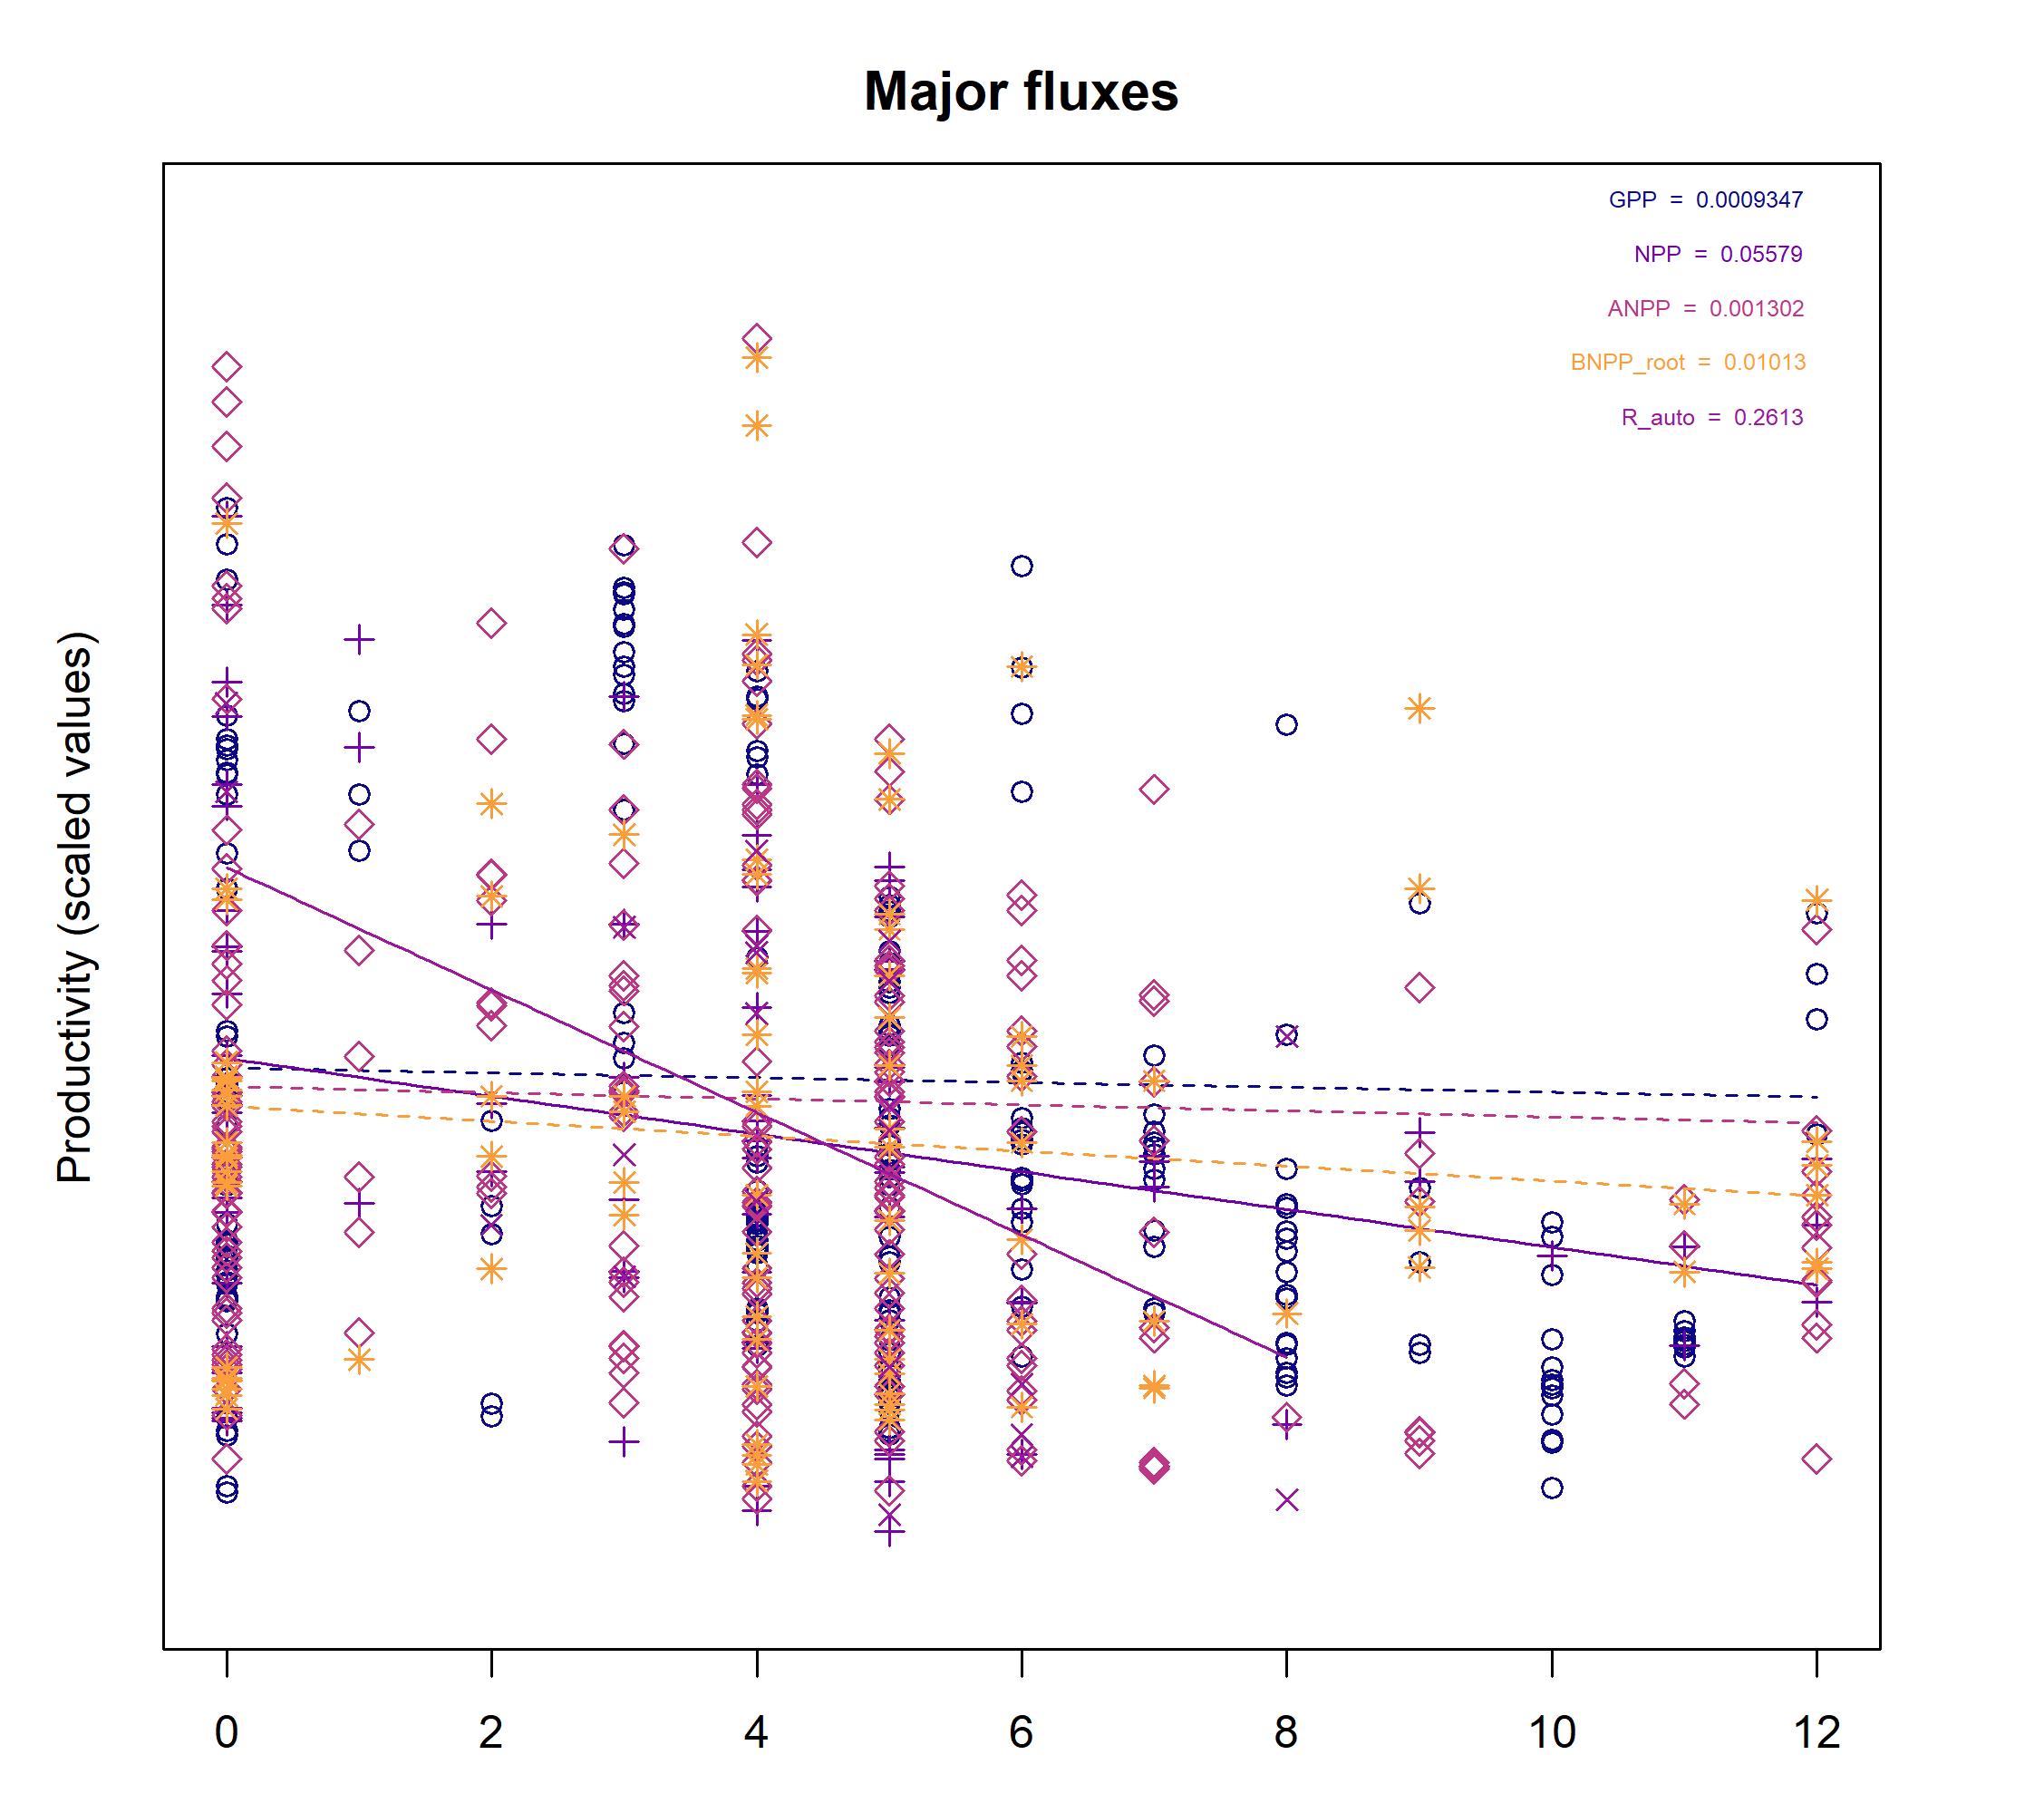 Major fluxes
GPP = 0.0009347
NPP = 0.05579
ANPP = 0.001302
BNPP_root = 0.01013
R_auto = 0.2613
Productivity (scaled values)
0 2 4 6 8 10 12